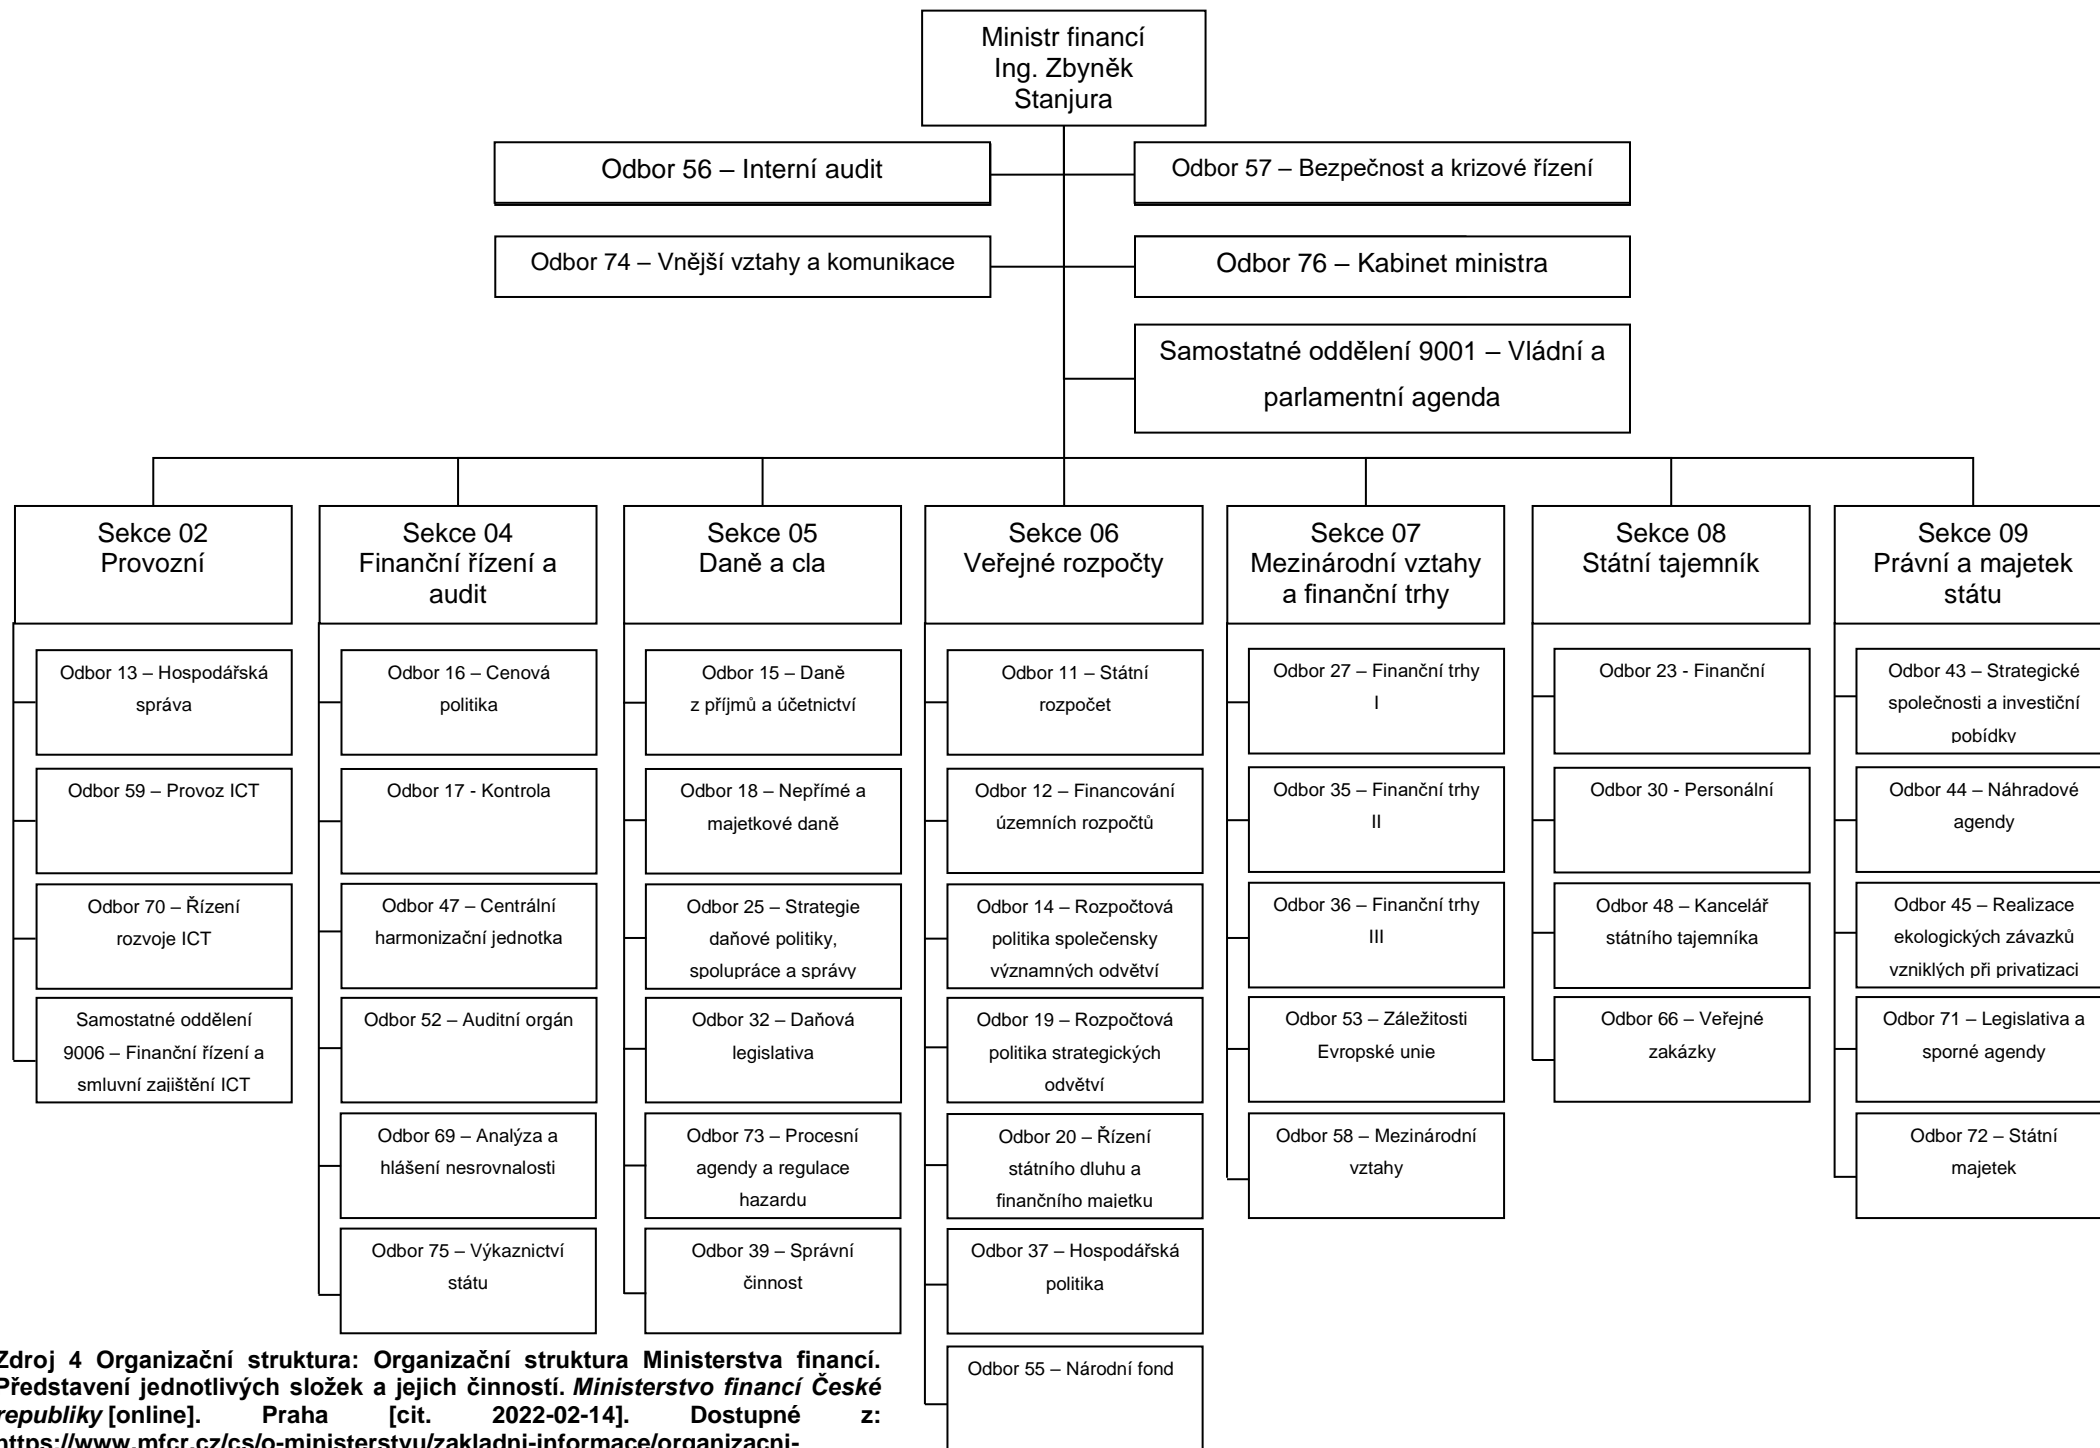 Ministr financí
Ing. Zbyněk
Stanjura
Odbor 56 – Interní audit
Odbor 57 – Bezpečnost a krizové řízení
Odbor 74 – Vnější vztahy a komunikace
Odbor 76 – Kabinet ministra
Samostatné oddělení 9001 – Vládní a
parlamentní agenda
Sekce 02
Provozní
Odbor 13 – Hospodářská
správa
Odbor 59 – Provoz ICT
Odbor 70 – Řízení
rozvoje ICT
Samostatné oddělení
9006 – Finanční řízení a
smluvní zajištění ICT
Sekce 04
Finanční řízení a
audit
Odbor 16 – Cenová
politika
Odbor 17 - Kontrola
Odbor 47 – Centrální
harmonizační jednotka
Odbor 52 – Auditní orgán
Odbor 69 – Analýza a
hlášení nesrovnalosti
Odbor 75 – Výkaznictví
státu
Sekce 05
Daně a cla
Odbor 15 – Daně
z příjmů a účetnictví
Odbor 18 – Nepřímé a
majetkové daně
Odbor 25 – Strategie
daňové politiky,
spolupráce a správy
Odbor 32 – Daňová
legislativa
Odbor 73 – Procesní
agendy a regulace
hazardu
Odbor 39 – Správní
činnost
Sekce 06
Veřejné rozpočty
Odbor 11 – Státní
rozpočet
Odbor 12 – Financování
územních rozpočtů
Odbor 14 – Rozpočtová
politika společensky
významných odvětví
Odbor 19 – Rozpočtová
politika strategických
odvětví
Odbor 20 – Řízení
státního dluhu a
finančního majetku
Odbor 37 – Hospodářská
politika
Odbor 55 – Národní fond
Sekce 07
Mezinárodní vztahy
a finanční trhy
Odbor 27 – Finanční trhy
I
Odbor 35 – Finanční trhy
II
Odbor 36 – Finanční trhy
III
Odbor 53 – Záležitosti
Evropské unie
Odbor 58 – Mezinárodní
vztahy
Sekce 08
Státní tajemník
Odbor 23 - Finanční
Odbor 30 - Personální
Odbor 48 – Kancelář
státního tajemníka
Odbor 66 – Veřejné
zakázky
Sekce 09
Právní a majetek
státu
Odbor 43 – Strategické
společnosti a investiční
pobídky
Odbor 44 – Náhradové
agendy
Odbor 45 – Realizace
ekologických závazků
vzniklých při privatizaci
Odbor 71 – Legislativa a
sporné agendy
Odbor 72 – Státní
majetek
Zdroj 4 Organizační struktura: Organizační struktura Ministerstva financí.
Představení jednotlivých složek a jejich činností. Ministerstvo financí České
republiky [online]. Praha [cit. 2022-02-14]. Dostupné z:
https://www.mfcr.cz/cs/o-ministerstvu/zakladni-informace/organizacni-